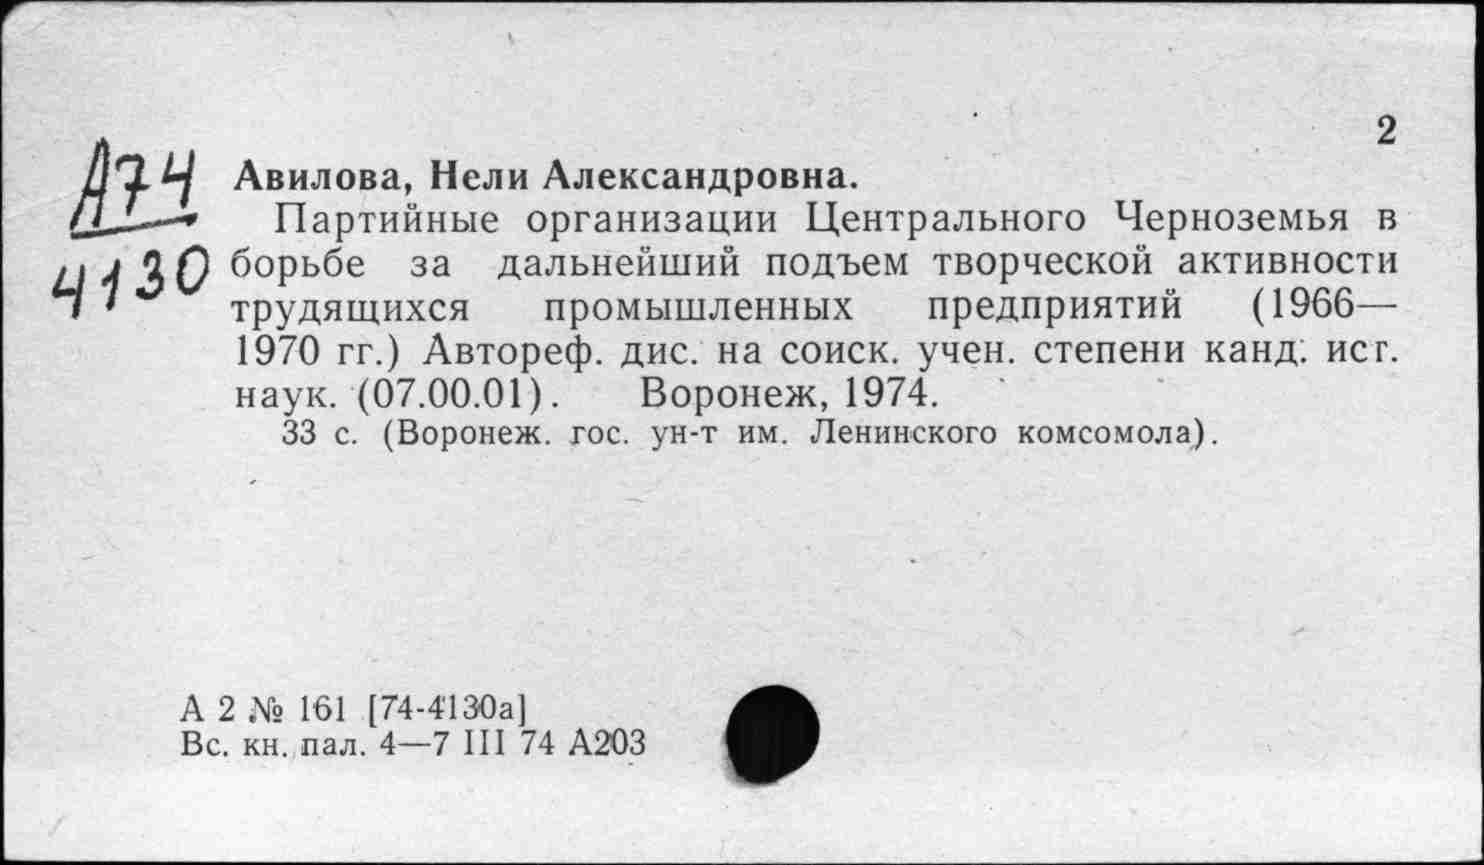 2
А74
4130
Авилова, Нели Александровна.
Партийные организации Центрального Черноземья в
борьбе за дальнейший подъем творческой активности
трудящихся промышленных предприятий (1966—
1970 гг.) Автореф. дис. на соиск. учен. степени канд. ист.
наук. (07.00.01). Воронеж, 1974.
33 с. (Воронеж. гос. ун-т им. Ленинского комсомола).
А 2 № 161 [74-4130а]
Вс. кн. пал. 4—7 III 74 А203